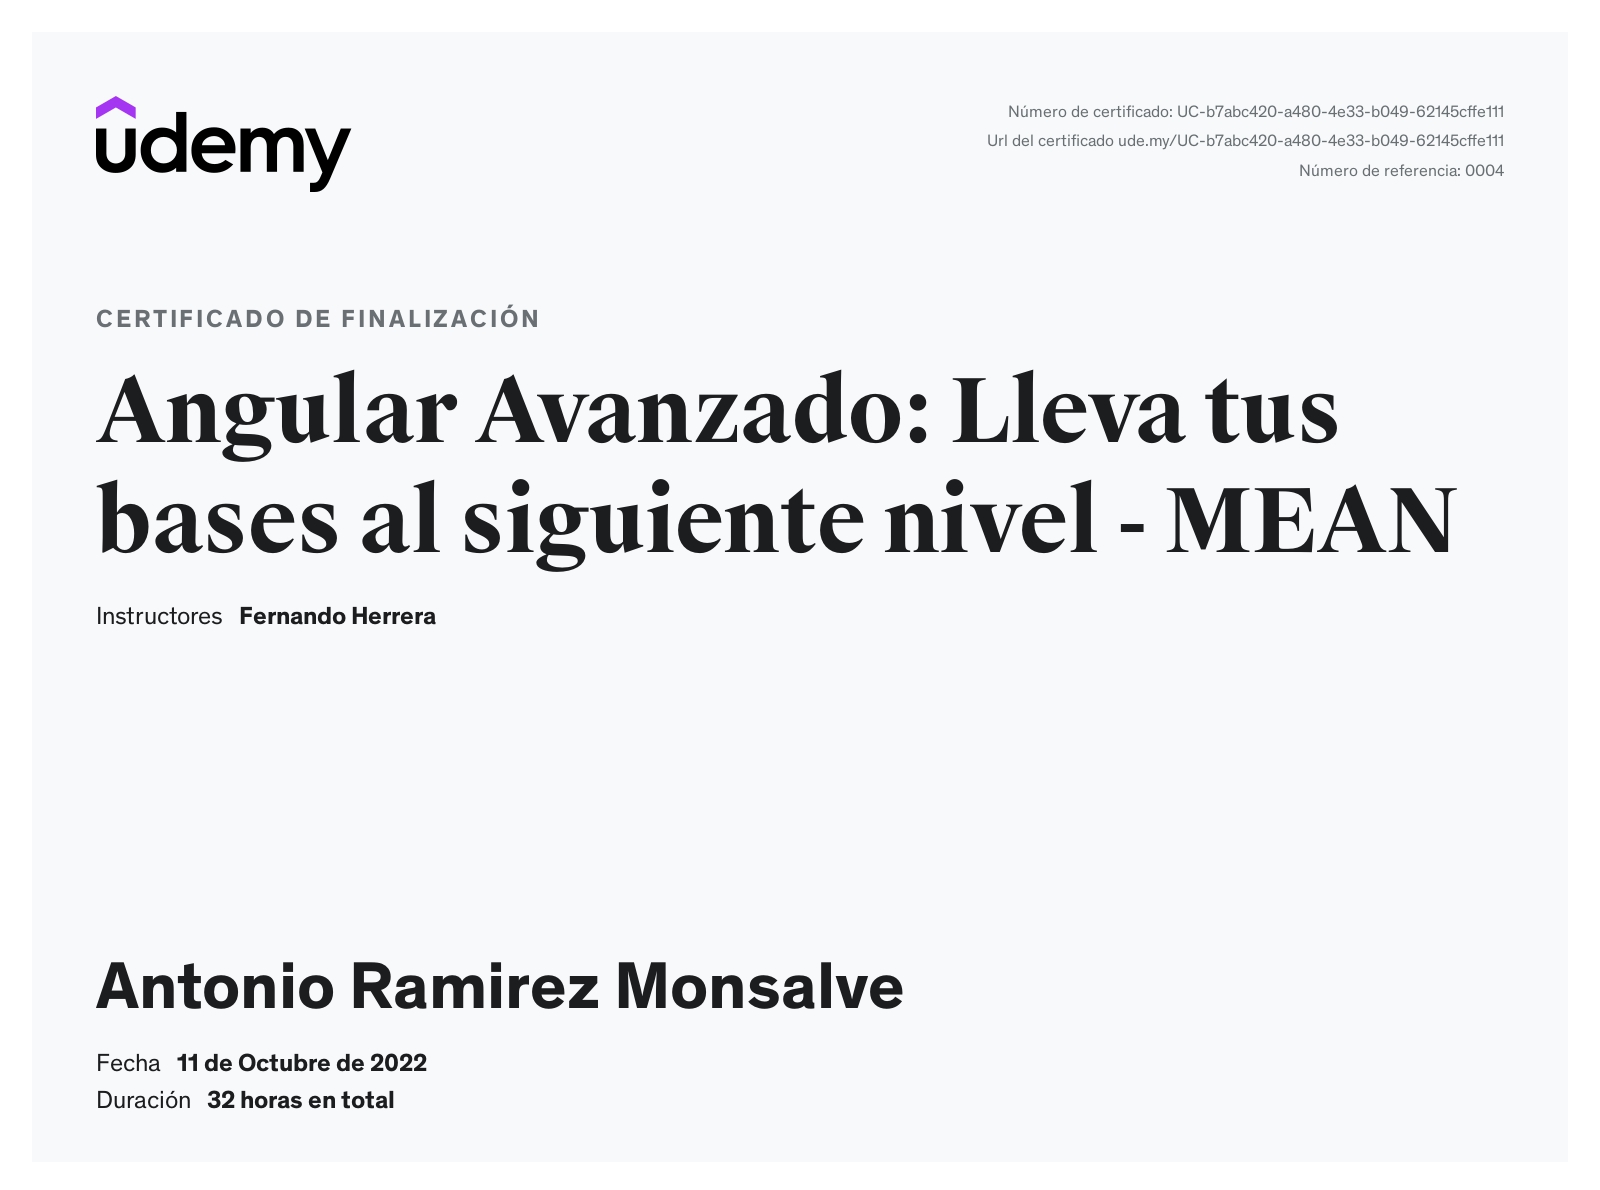 udemy
Número de certificado: UC-b7abc420-a480-4e33-b049-62145cffe111
Url del certificado ude.my/UC-b7abc420-a480-4e33-b049-62145cffe111
Número de referencia: 0004
CERTIFICADO DE FINALIZACIÓN
Angular Avanzado: Lleva tus
bases al siguiente nivel - MEAN
Instructores Fernando Herrera
Antonio Ramirez Monsalve
Fecha 11 de Octubre de 2022
Duración 32 horas en total